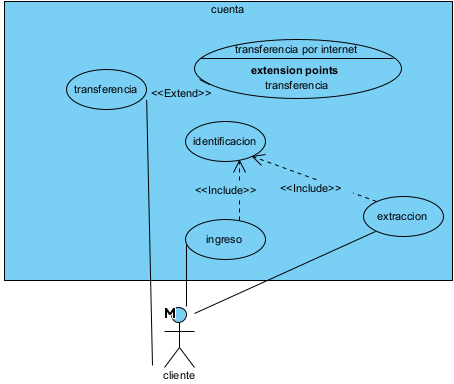 cuenta
transferencia por internet
extension points
transferencia
transferencia
<<Extend>>
identificacion
<<Include>>
<<Include>>
ingreso
extraccion
M
cliente